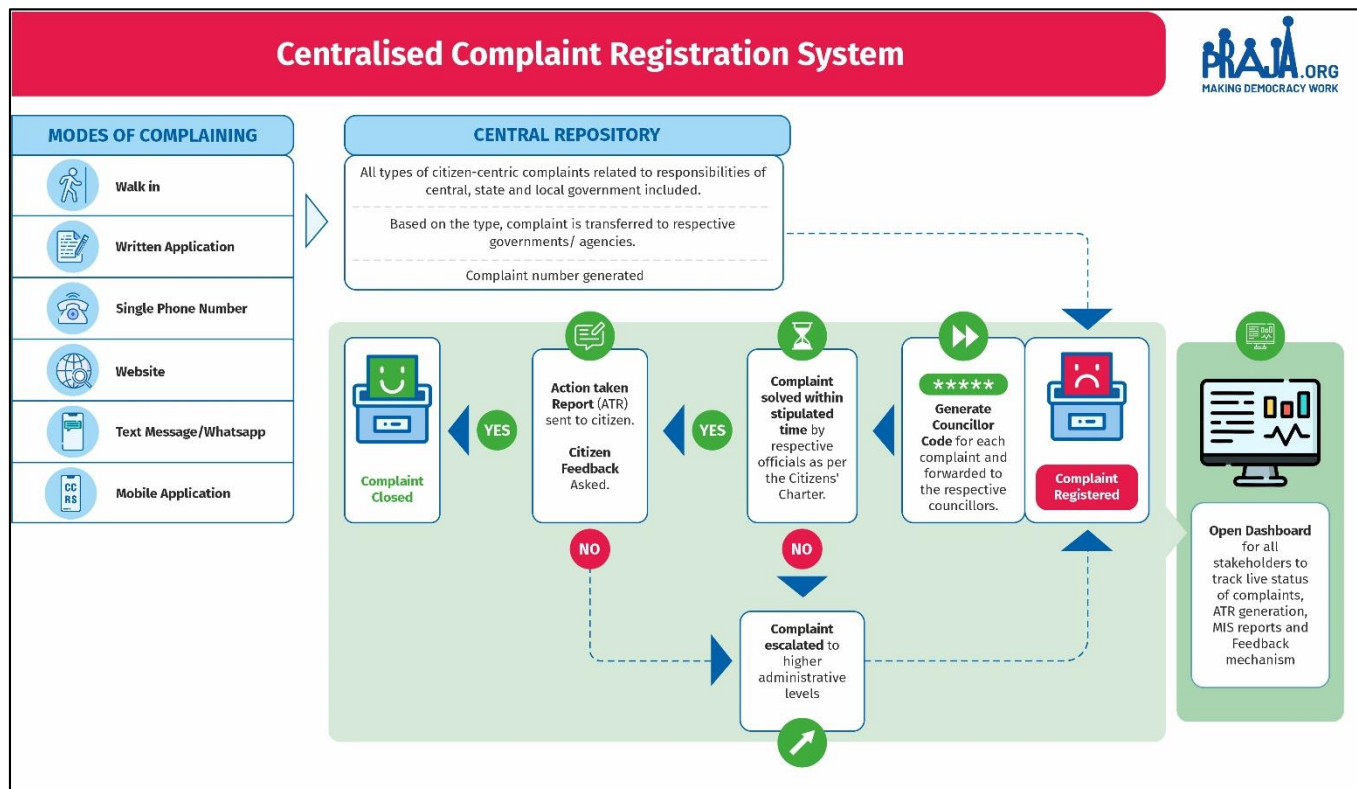 Centralised Complaint Registration System
PRAJA.ORG
MAKING DEMOCRACY WORK
MODES OF COMPLAINING
Walk in
Written Application
Single Phone Number
Website
Text Message/Whatsapp
CC
RS
Mobile Application
CENTRAL REPOSITORY
All types of citizen-centric complaints related to responsibilities of
central, state and local government included.
Based on the type, complaint is transferred to respective
governments/ agencies.
Complaint number generated
Complaint
Closed
YES
Action taken
Report (ATR)
sent to citizen.
Citizen
Feedback
Asked.
YES
Complaint
solved within
stipulated
time by
respective
officials as per
the Citizens'
Charter.
*****
Generate
Councillor
Code for each
complaint and
forwarded to
the respective
councillors.
Complaint
Registered
NO
NO
Complaint
escalated to
higher
administrative
levels
Open Dashboard
for all
stakeholders to
track live status
of complaints,
ATR generation,
MIS reports and
Feedback
mechanism